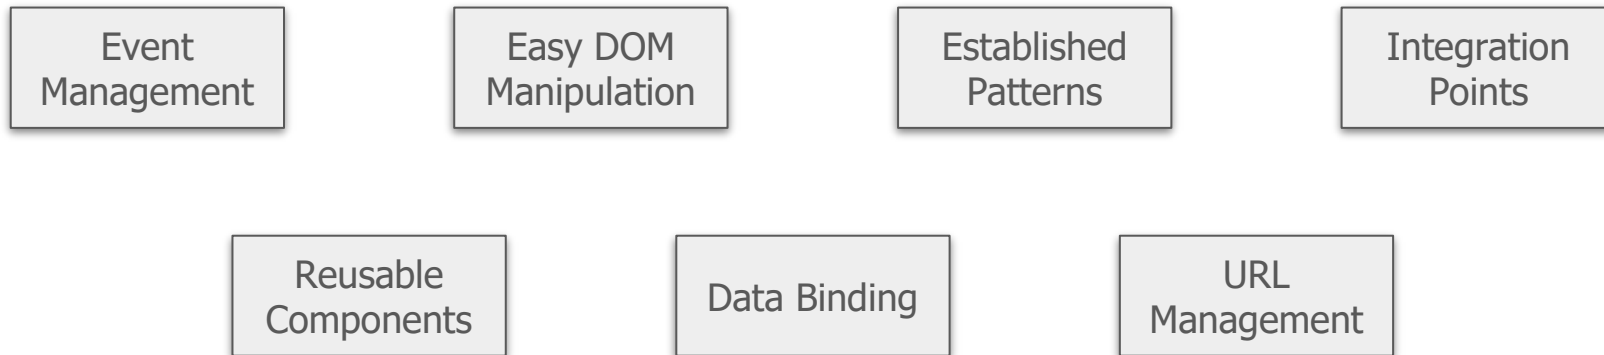 Event
Management
Easy DOM
Manipulation
Established
Patterns
Integration
Points
Reusable
Components
Data Binding
URL
Management